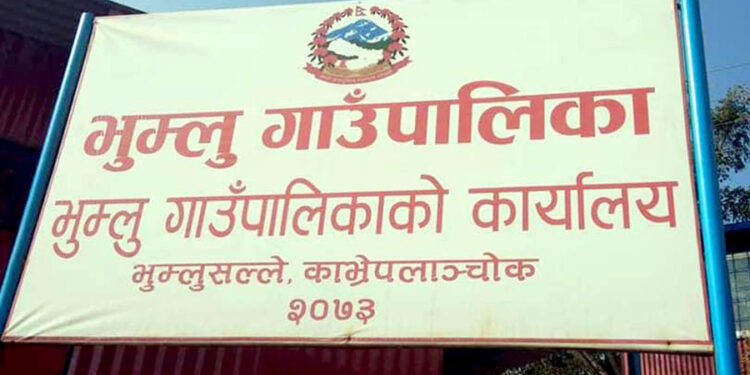 भुम्लु गाउँपालिका
भुम्लु गाउँपालिकाको कार्यालय
भुम्लुसल्ले, काभ्रेपलाञ्चोक
२०७३